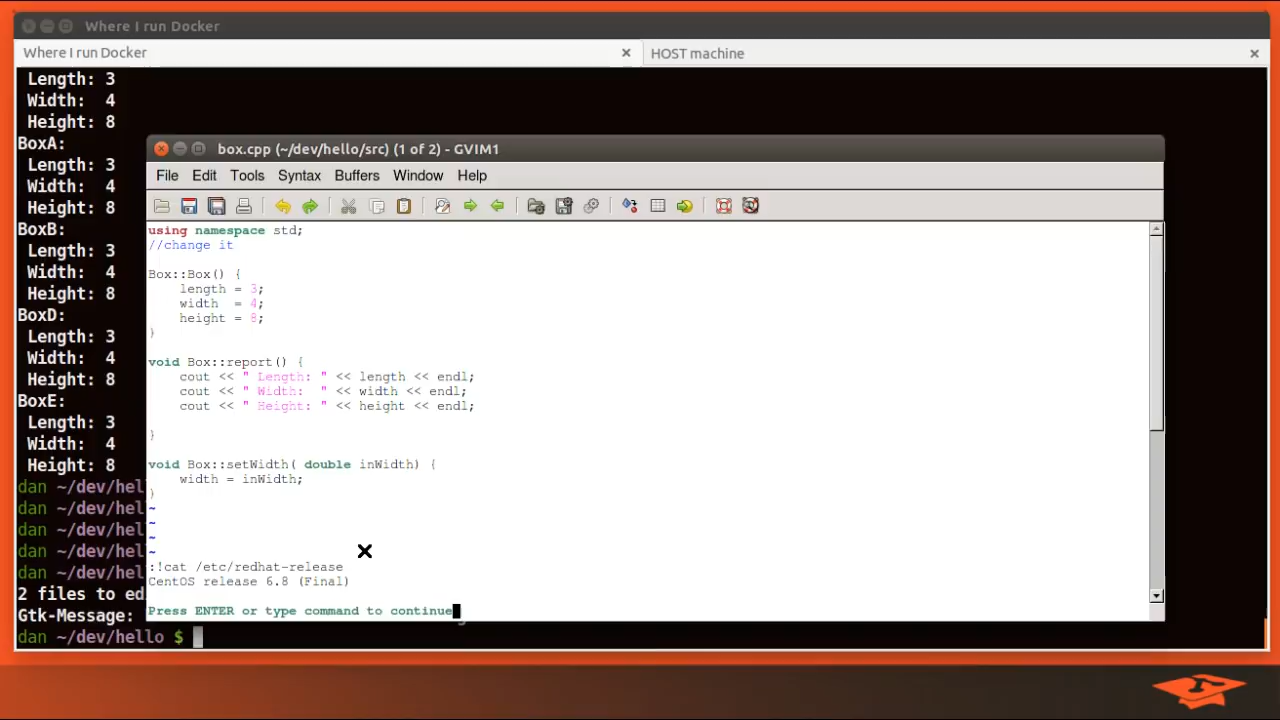 Where I run Docker
Where I run Docker
HOST machine
Length: 3
Width: 4
Height: 8
BoxA:
Length: 3
Width: 4
Height: 8
BoxB:
Length: 3
Width: 4
Height: 8
BoxD:
Length: 3
Width: 4
Height: 8
BoxE:
Length: 3
Width: 4
Height: 8
dan ~/dev/hel
dan ~/dev/hel
dan ~/dev/hel
dan ~/dev/hel
dan ~/dev/hel
2 files to ed
Gtk-Message:
dan ~/dev/hello $
box.cpp (~/dev/hello/src) (1 of 2) - GVIM1
File Edit Tools Syntax Buffers Window Help
using namespace std;
//change it
Box::Box() {
length = 3;
width = 4;
height = 8;
}
void Box::report() {
cout << " Length: " << length << endl;
cout << " Width: " << width << endl;
cout << " Height: " << height << endl;
}
void Box::setWidth( double inWidth) {
width = inWidth;
}
~
~
~
~
:!cat /etc/redhat-release
CentOS release 6.8 (Final)
Press ENTER or type command to continue